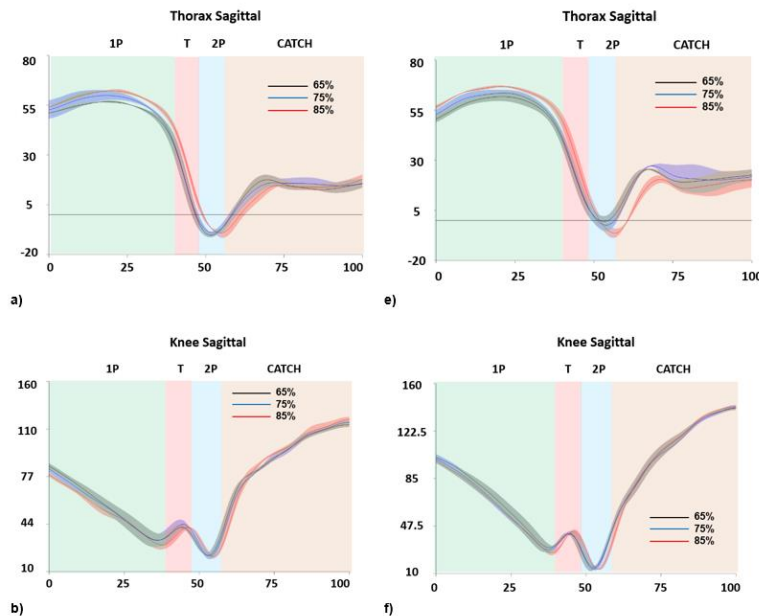 Thorax Sagittal
1P T 2P CATCH
80
55
30
5
-20
65%
75%
85%
0 25 50 75 100
a)
Thorax Sagittal
1P T 2P CATCH
80
55
30
5
-20
65%
75%
85%
0 25 50 75 100
e)
Knee Sagittal
1P T 2P CATCH
160
110
77
44
10
65%
75%
85%
0 25 50 75 100
b)
Knee Sagittal
1P T 2P CATCH
160
122.5
85
47.5
10
65%
75%
85%
0 25 50 75 100
f)